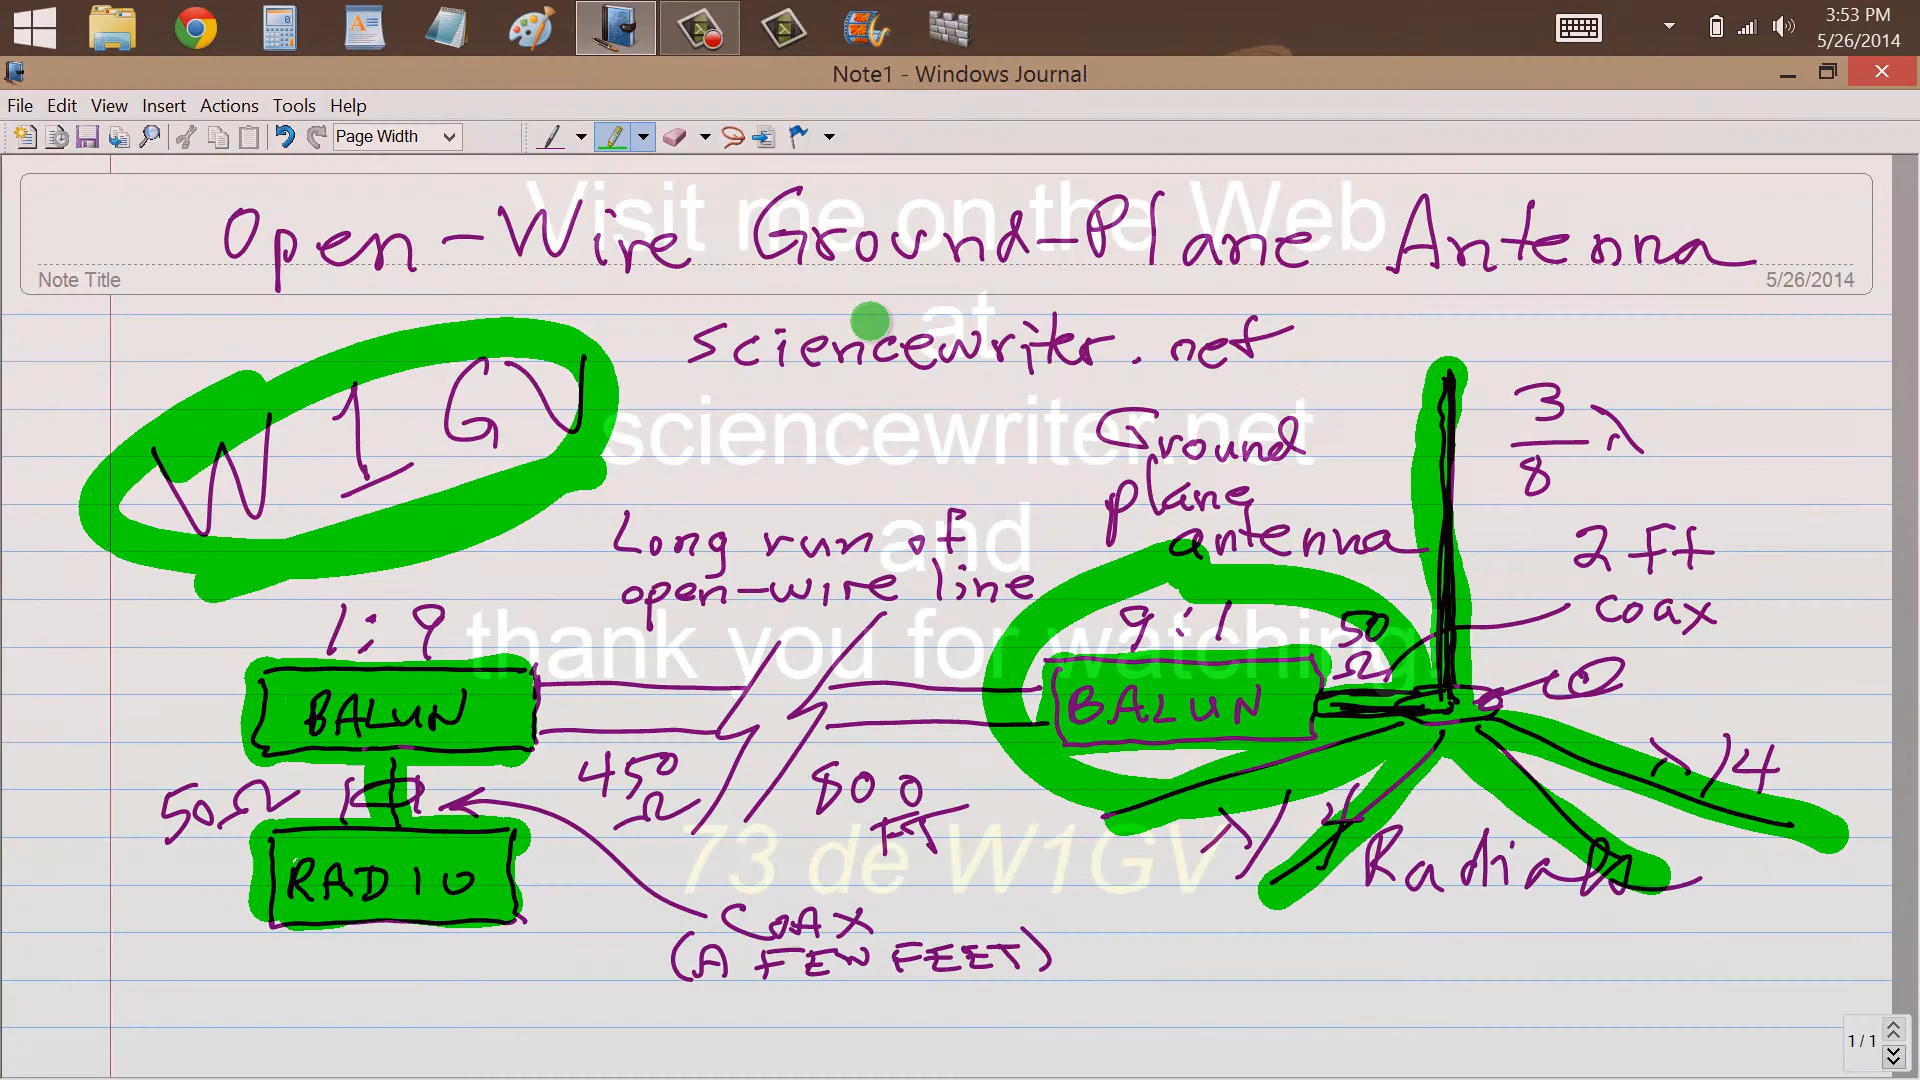 3:53 PM
5/26/2014
Note1 - Windows Journal
File Edit View Insert Actions Tools Help
Page Width
Visit me on the Web
Open-Wire Ground-Plane Antenna
Note Title
5/26/2014
at
sciencewriter.net
W1GV
sciencewriter.net
3/8 λ
Ground
plane
antenna
and
Long run of
open-wire line
2 ft
coax
1:9
9:1
50
Ω
thank you for watching
BALUN
BALUN
450
Ω
800
FT
50Ω
λ/4
λ/4
Radials
RADIO
73 de W1GV
COAX
(A FEW FEET)
1 / 1